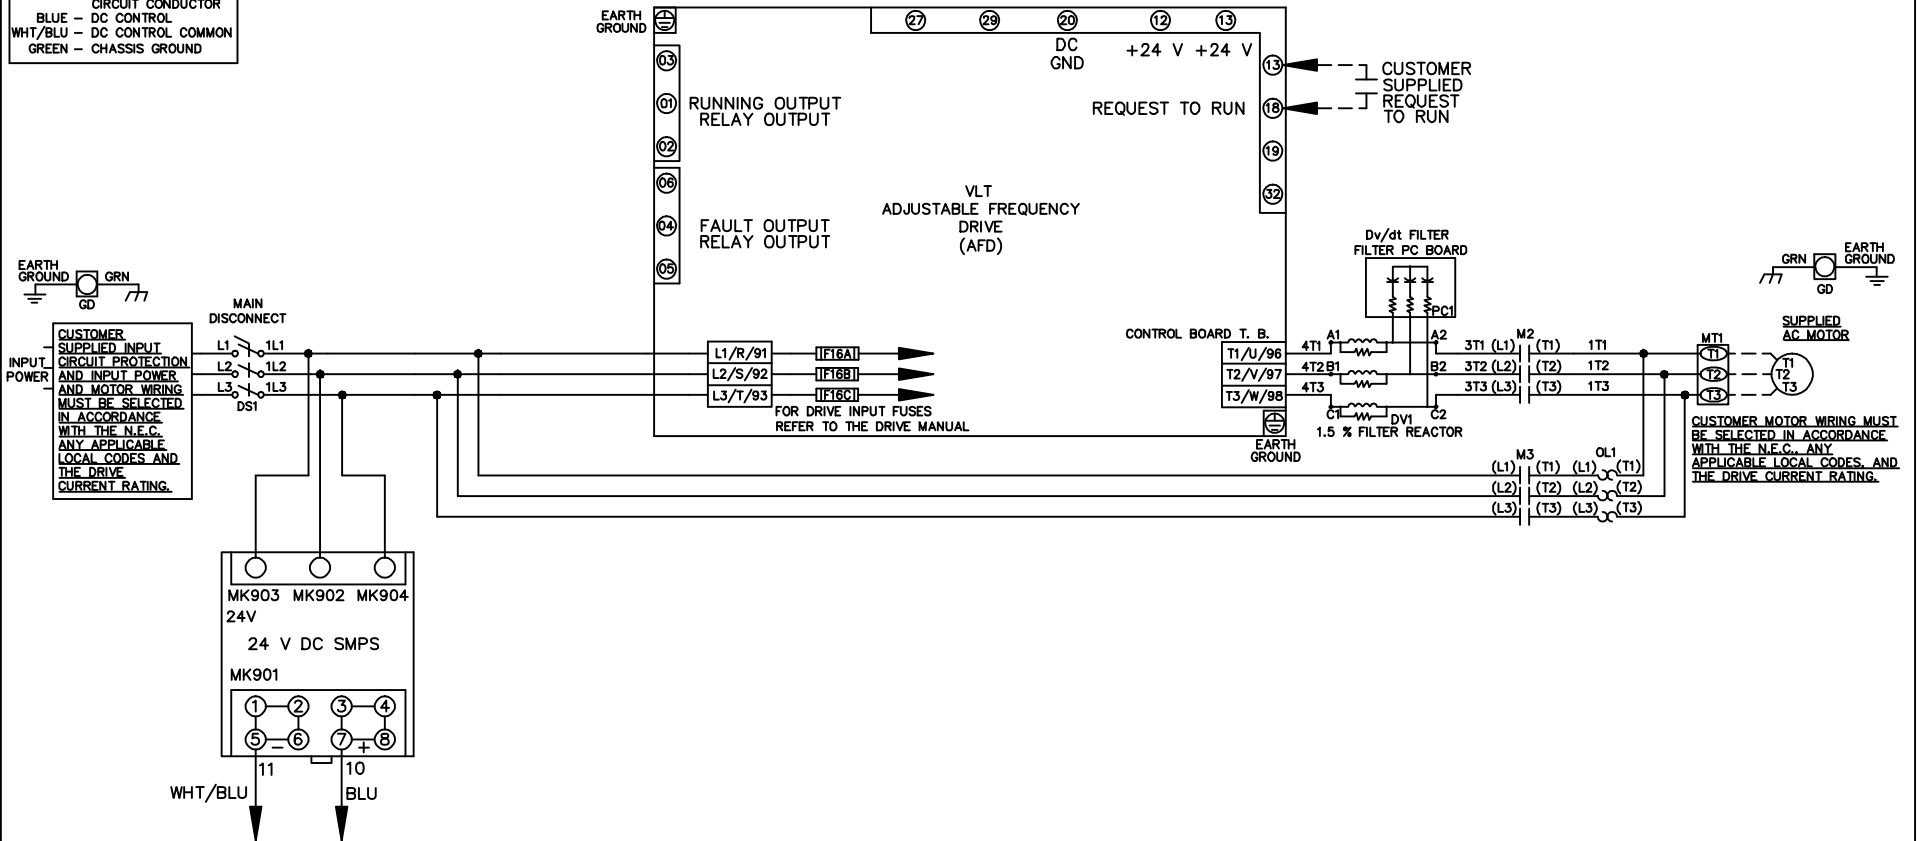 CIRCUIT CONDUCTOR
BLUE – DC CONTROL
WHT/BLU – DC CONTROL COMMON
GREEN – CHASSIS GROUND
EARTH
GROUND
27
29
20
12
13
DC
GND
+24 V
+24 V
03
01
02
RUNNING OUTPUT
RELAY OUTPUT
06
04
05
FAULT OUTPUT
RELAY OUTPUT
VLT
ADJUSTABLE FREQUENCY
DRIVE
(AFD)
REQUEST TO RUN
13
18
19
32
CUSTOMER
SUPPLIED
REQUEST
TO RUN
Dv/dt FILTER
FILTER PC BOARD
PC1
EARTH
GROUND
GRN
GD
GRN
EARTH
GROUND
GD
MAIN
DISCONNECT
INPUT
POWER
CUSTOMER
SUPPLIED INPUT
CIRCUIT PROTECTION
AND INPUT POWER
AND MOTOR WIRING
MUST BE SELECTED
IN ACCORDANCE
WITH THE N.E.C.
ANY APPLICABLE
LOCAL CODES AND
THE DRIVE
CURRENT RATING.
L1
1L1
L2
1L2
L3
1L3
DS1
L1/R/91
L2/S/92
L3/T/93
F16A
F16B
F16C
FOR DRIVE INPUT FUSES
REFER TO THE DRIVE MANUAL
CONTROL BOARD T. B.
T1/U/96
T2/V/97
T3/W/98
EARTH
GROUND
4T1
A1
A2
4T2
B1
B2
4T3
C1
C2
DV1
1.5 % FILTER REACTOR
M2
3T1 (L1)
(T1)
1T1
3T2 (L2)
(T2)
1T2
3T3 (L3)
(T3)
1T3
MT1
T1
T2
T3
SUPPLIED
AC MOTOR
T1
T2
T3
CUSTOMER MOTOR WIRING MUST
BE SELECTED IN ACCORDANCE
WITH THE N.E.C., ANY
APPLICABLE LOCAL CODES, AND
THE DRIVE CURRENT RATING.
M3
OL1
(L1)
(T1)
(L1)
(T1)
(L2)
(T2)
(L2)
(T2)
(L3)
(T3)
(L3)
(T3)
MK903
MK902
MK904
24V
24 V DC SMPS
MK901
1
2
3
4
5
–
6
7
+
8
11
10
WHT/BLU
BLU